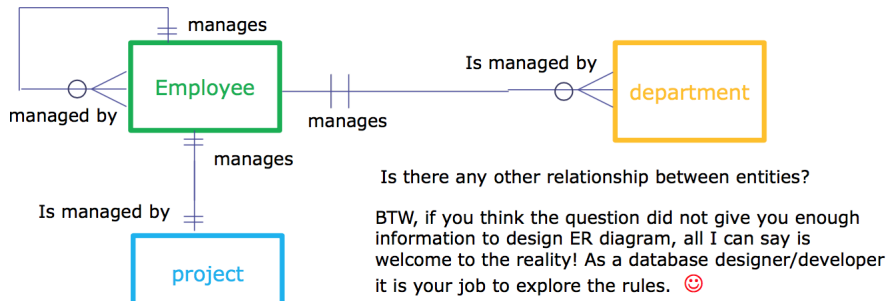 manages
Is managed by
Employee
department
managed by
manages
manages
Is there any other relationship between entities?
Is managed by
BTW, if you think the question did not give you enough
information to design ER diagram, all I can say is
welcome to the reality! As a database designer/developer
it is your job to explore the rules.
project